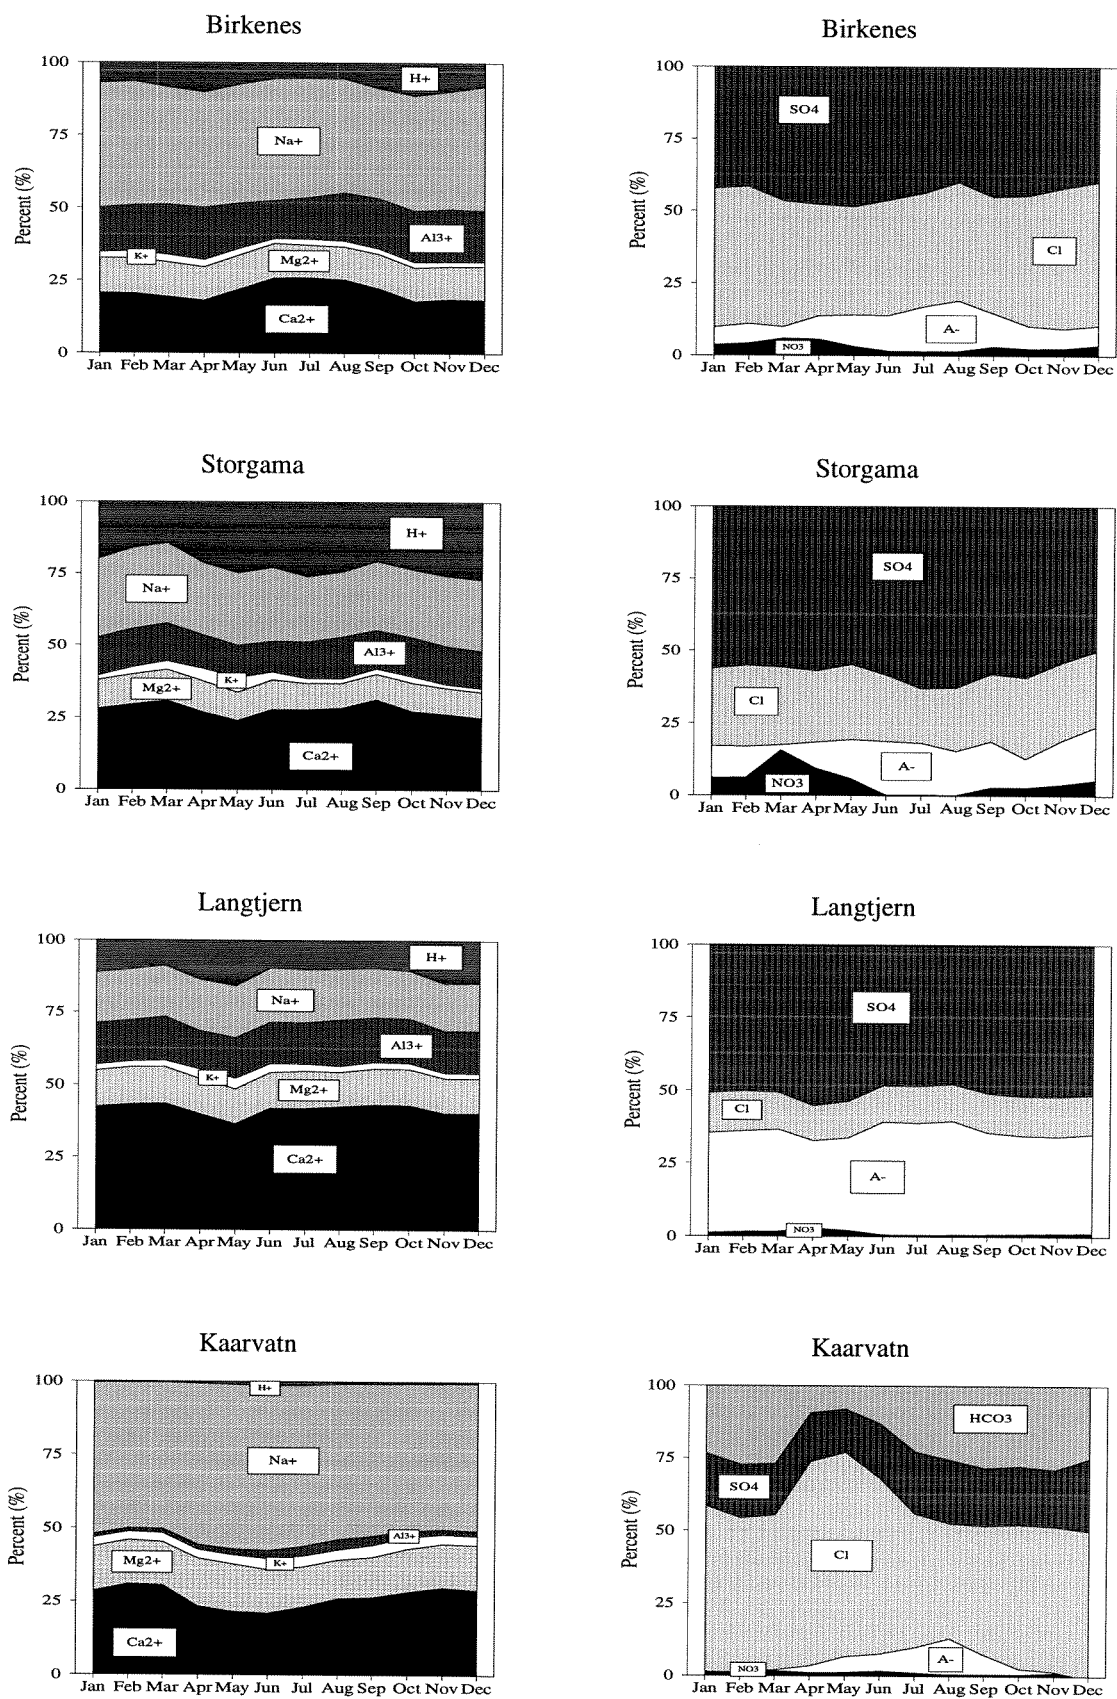 Birkenes
Percent (%)
100
75
50
25
0
H+
Na+
Al3+
K+
Mg2+
Ca2+
Jan Feb Mar Apr May Jun Jul Aug Sep Oct Nov Dec
Birkenes
Percent (%)
100
75
50
25
0
SO4
Cl
A-
NO3
Jan Feb Mar Apr May Jun Jul Aug Sep Oct Nov Dec
Storgama
Percent (%)
100
75
50
25
0
H+
Na+
Al3+
K+
Mg2+
Ca2+
Jan Feb Mar Apr May Jun Jul Aug Sep Oct Nov Dec
Storgama
Percent (%)
100
75
50
25
0
SO4
Cl
A-
NO3
Jan Feb Mar Apr May Jun Jul Aug Sep Oct Nov Dec
Langtjern
Percent (%)
100
75
50
25
0
H+
Na+
Al3+
K+
Mg2+
Ca2+
Jan Feb Mar Apr May Jun Jul Aug Sep Oct Nov Dec
Langtjern
Percent (%)
100
75
50
25
0
SO4
Cl
A-
NO3
Jan Feb Mar Apr May Jun Jul Aug Sep Oct Nov Dec
Kaarvatn
Percent (%)
100
75
50
25
0
H+
Na+
Al3+
K+
Mg2+
Ca2+
Jan Feb Mar Apr May Jun Jul Aug Sep Oct Nov Dec
Kaarvatn
Percent (%)
100
75
50
25
0
HCO3
SO4
Cl
A-
NO3
Jan Feb Mar Apr May Jun Jul Aug Sep Oct Nov Dec